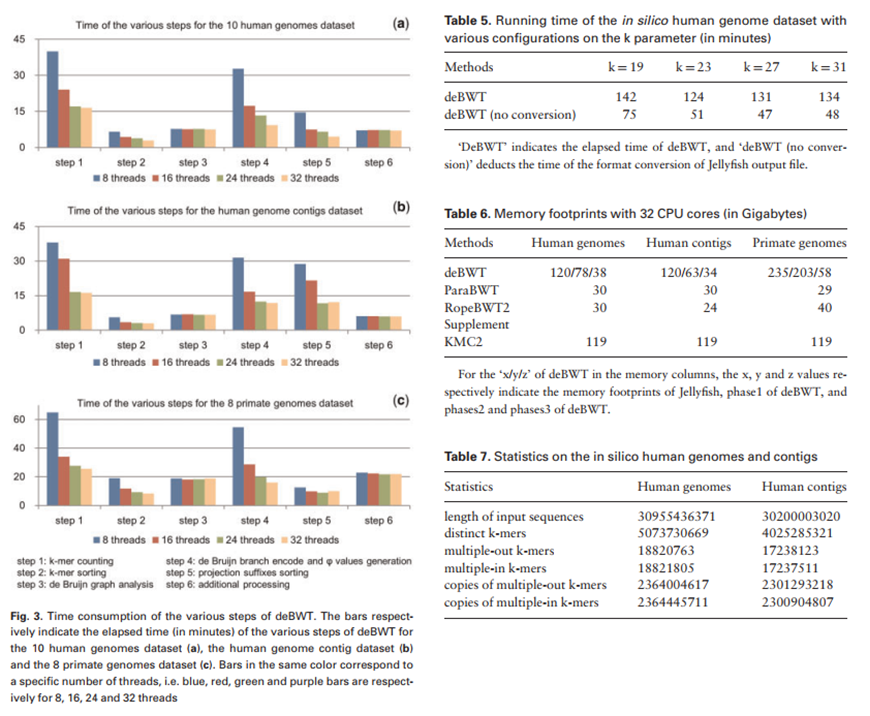 Time of the various steps for the 10 human genomes dataset (a)
45
30
15
0
step 1 step 2 step 3 step 4 step 5 step 6
8 threads 16 threads 24 threads 32 threads
Time of the various steps for the human genome contigs dataset (b)
45
30
15
0
step 1 step 2 step 3 step 4 step 5 step 6
8 threads 16 threads 24 threads 32 threads
Time of the various steps for the 8 primate genomes dataset (c)
60
40
20
0
step 1 step 2 step 3 step 4 step 5 step 6
8 threads 16 threads 24 threads 32 threads
step 1: k-mer counting step 4: de Bruijn branch encode and φ values generation
step 2: k-mer sorting step 5: projection suffixes sorting
step 3: de Bruijn graph analysis step 6: additional processing
Fig. 3. Time consumption of the various steps of deBWT. The bars respect-
ively indicate the elapsed time (in minutes) of the various steps of deBWT for
the 10 human genomes dataset (a), the human genome contig dataset (b)
and the 8 primate genomes dataset (c). Bars in the same color correspond to
a specific number of threads, i.e. blue, red, green and purple bars are respect-
ively for 8, 16, 24 and 32 threads
Table 5. Running time of the in silico human genome dataset with
various configurations on the k parameter (in minutes)
Methods k = 19 k = 23 k = 27 k = 31
deBWT 142 124 131 134
deBWT (no conversion) 75 51 47 48
'DeBWT' indicates the elapsed time of deBWT, and 'deBWT (no conver-
sion)' deducts the time of the format conversion of Jellyfish output file.
Table 6. Memory footprints with 32 CPU cores (in Gigabytes)
Methods Human genomes Human contigs Primate genomes
deBWT 120/78/38 120/63/34 235/203/58
ParaBWT 30 30 29
RopeBWT2 30 24 40
Supplement
KMC2 119 119 119
For the 'x/y/z' of deBWT in the memory columns, the x, y and z values re-
spectively indicate the memory footprints of Jellyfish, phase1 of deBWT, and
phases2 and phases3 of deBWT.
Table 7. Statistics on the in silico human genomes and contigs
Statistics Human genomes Human contigs
length of input sequences 30955436371 30200003020
distinct k-mers 5073730669 4025285321
multiple-out k-mers 18820763 17238123
multiple-in k-mers 18821805 17237511
copies of multiple-out k-mers 2364004617 2301293218
copies of multiple-in k-mers 2364445711 2300904807